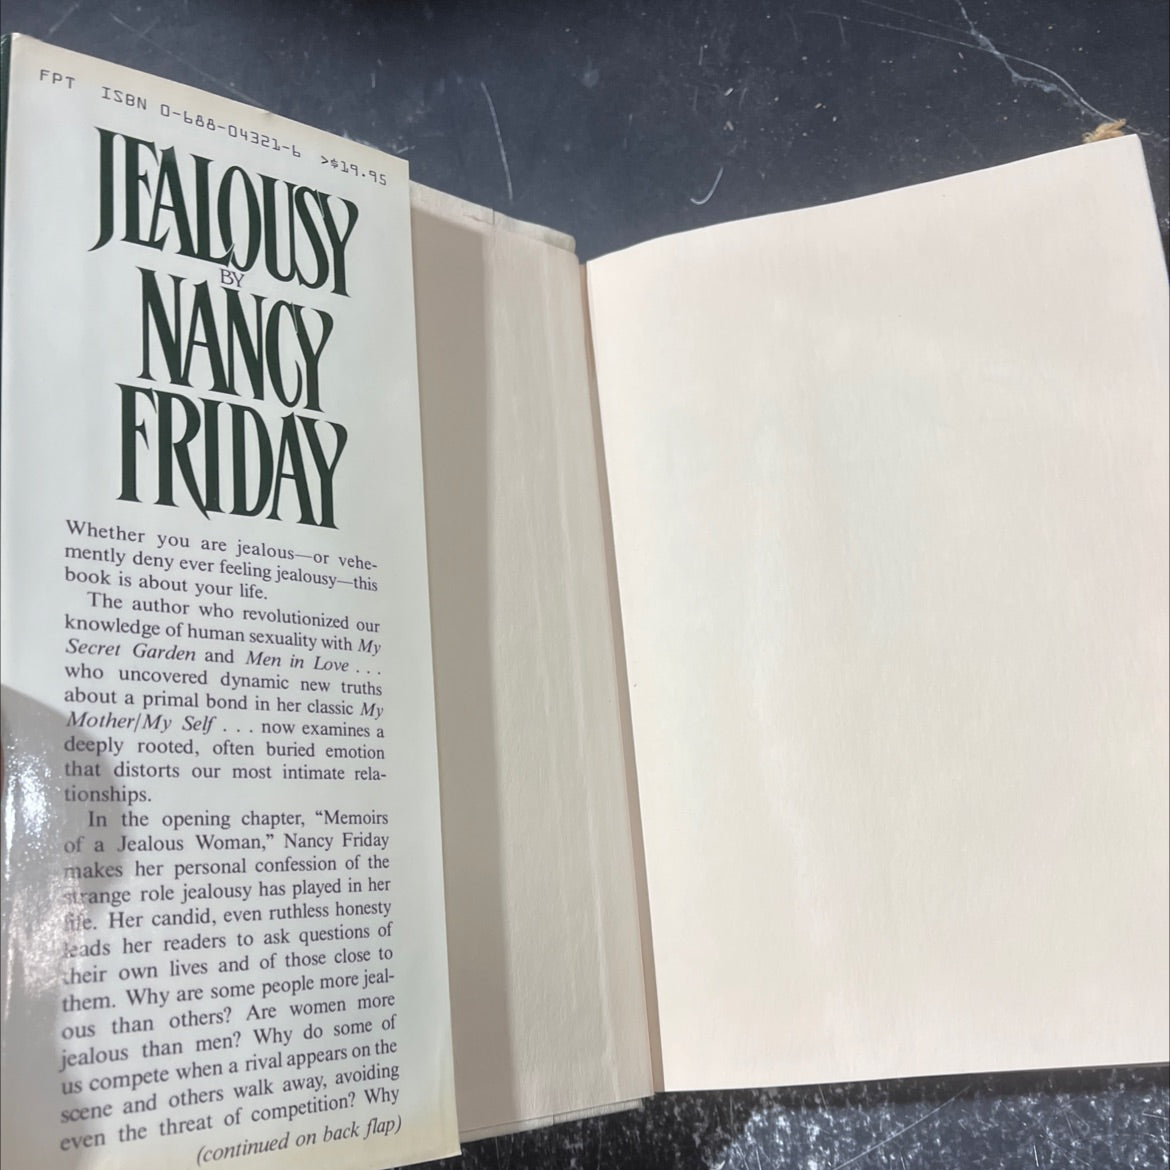 FPT ISBN 0-688-04321-6 >$19.95
JEALOUSY
BY
NANCY
FRIDAY
Whether you are jealous—or vehe-
mently deny ever feeling jealousy—this
book is about your life.
The author who revolutionized our
knowledge of human sexuality with My
Secret Garden and Men in Love . . .
who uncovered dynamic new truths
about a primal bond in her classic My
Mother/My Self . . . now examines a
deeply rooted, often buried emotion
that distorts our most intimate rela-
tionships.
In the opening chapter, “Memoirs
of a Jealous Woman,” Nancy Friday
makes her personal confession of the
strange role jealousy has played in her
life. Her candid, even ruthless honesty
leads her readers to ask questions of
their own lives and of those close to
them. Why are some people more jeal-
ous than others? Are women more
jealous than men? Why do some of
us compete when a rival appears on the
scene and others walk away, avoiding
even the threat of competition? Why
(continued on back flap)